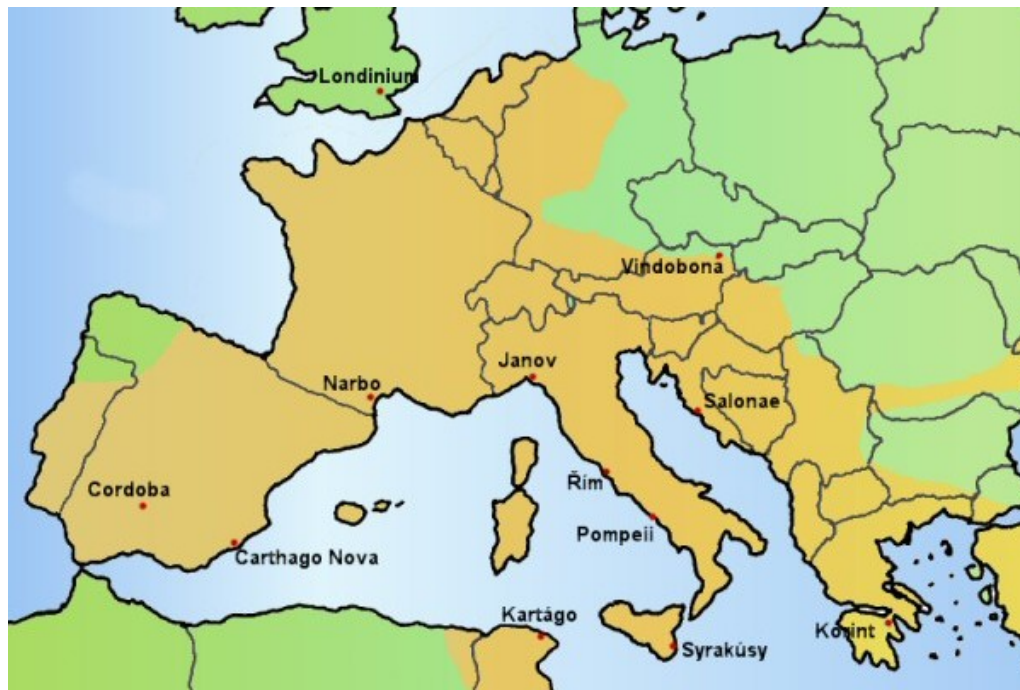 Londinium
Vindobona
Janov
Narbo
Salonae
Řím
Cordoba
Pompeii
Carthago Nova
Kartágo
Korint
Syrakúsy